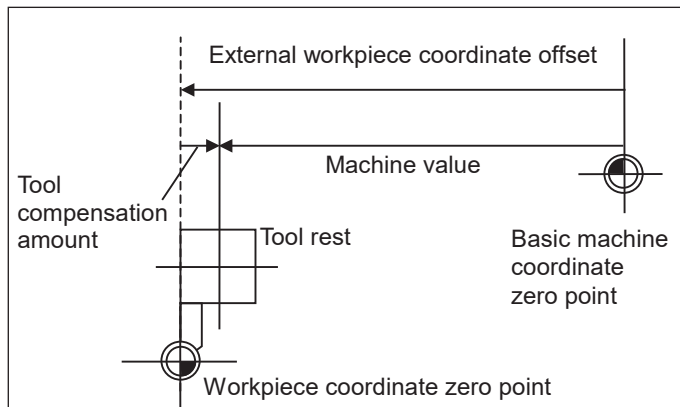 External workpiece coordinate offset
Machine value
Tool
compensation
amount
Tool rest
Basic machine
coordinate
zero point
Workpiece coordinate zero point